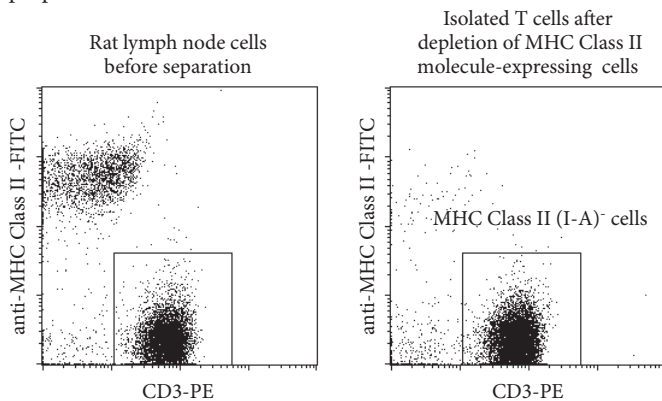 Rat lymph node cells
before separation
Isolated T cells after
depletion of MHC Class II
molecule-expressing cells
anti-MHC Class II -FITC
CD3-PE
anti-MHC Class II -FITC
MHC Class II (I-A)⁻ cells
CD3-PE